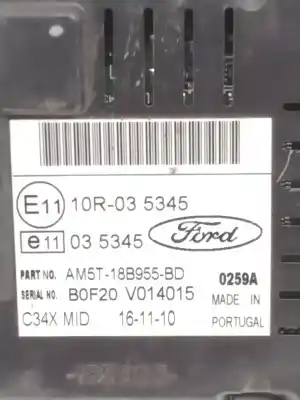 E11 10R-03 5345
e11 03 5345 Ford
PART NO. AM5T-18B955-BD 0259A
SERIAL NO. B0F20 V014015 MADE IN
C34X MID 16-11-10 PORTUGAL